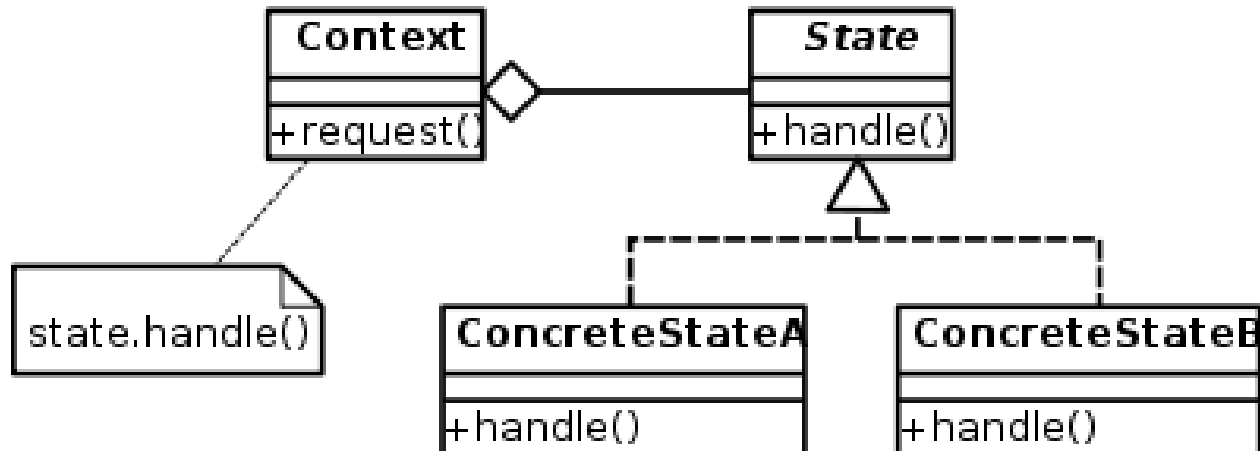 Context
+request()
State
+handle()
state.handle()
ConcreteStateA
+handle()
ConcreteStateB
+handle()